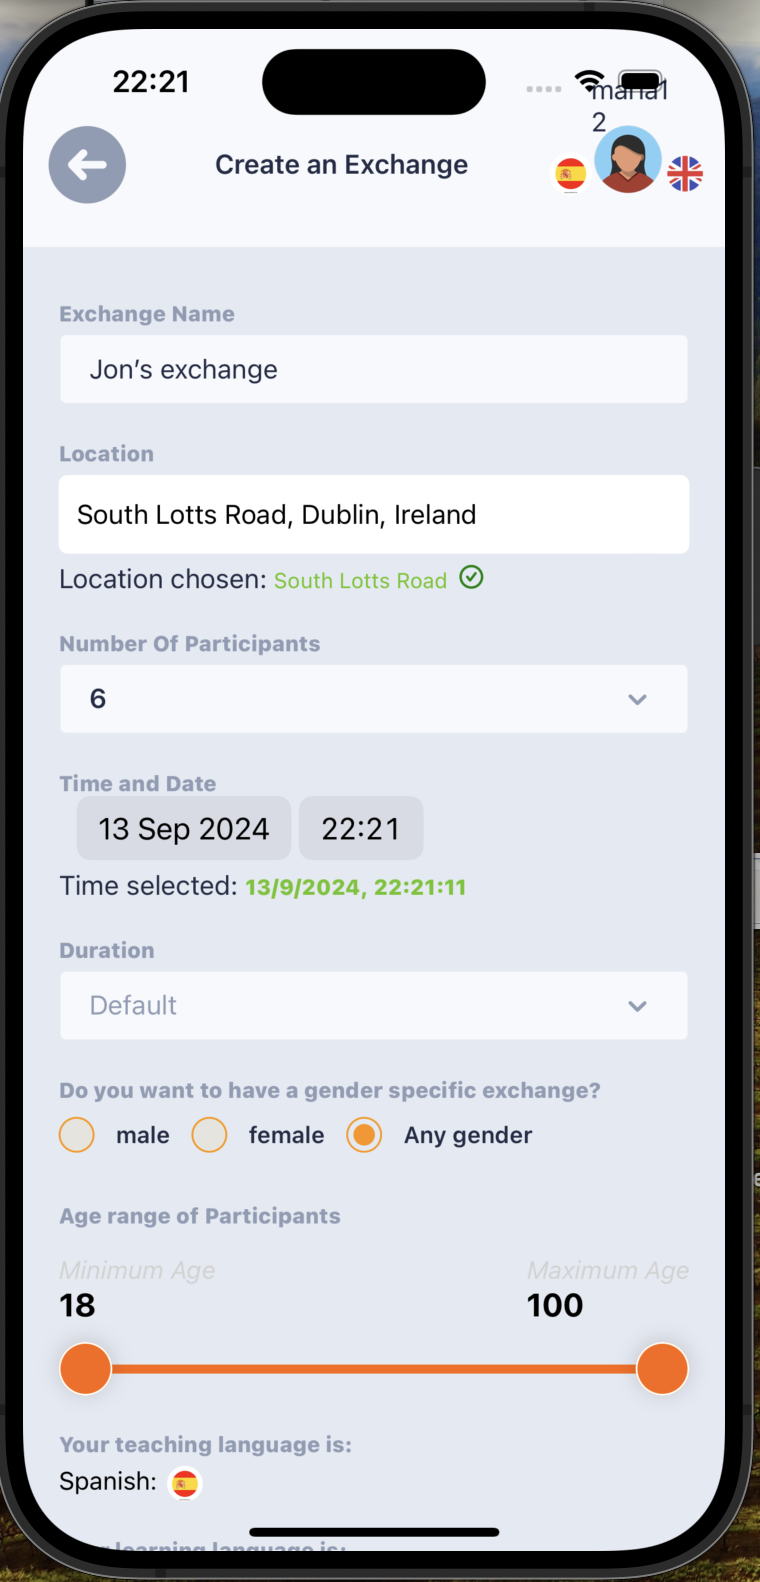 22:21
maria1
2
Create an Exchange
Exchange Name
Jon’s exchange
Location
South Lotts Road, Dublin, Ireland
Location chosen: South Lotts Road
Number Of Participants
6
Time and Date
13 Sep 2024 22:21
Time selected: 13/9/2024, 22:21:11
Duration
Default
Do you want to have a gender specific exchange?
male female Any gender
Age range of Participants
Minimum Age Maximum Age
18 100
Your teaching language is:
Spanish:
learning language is: